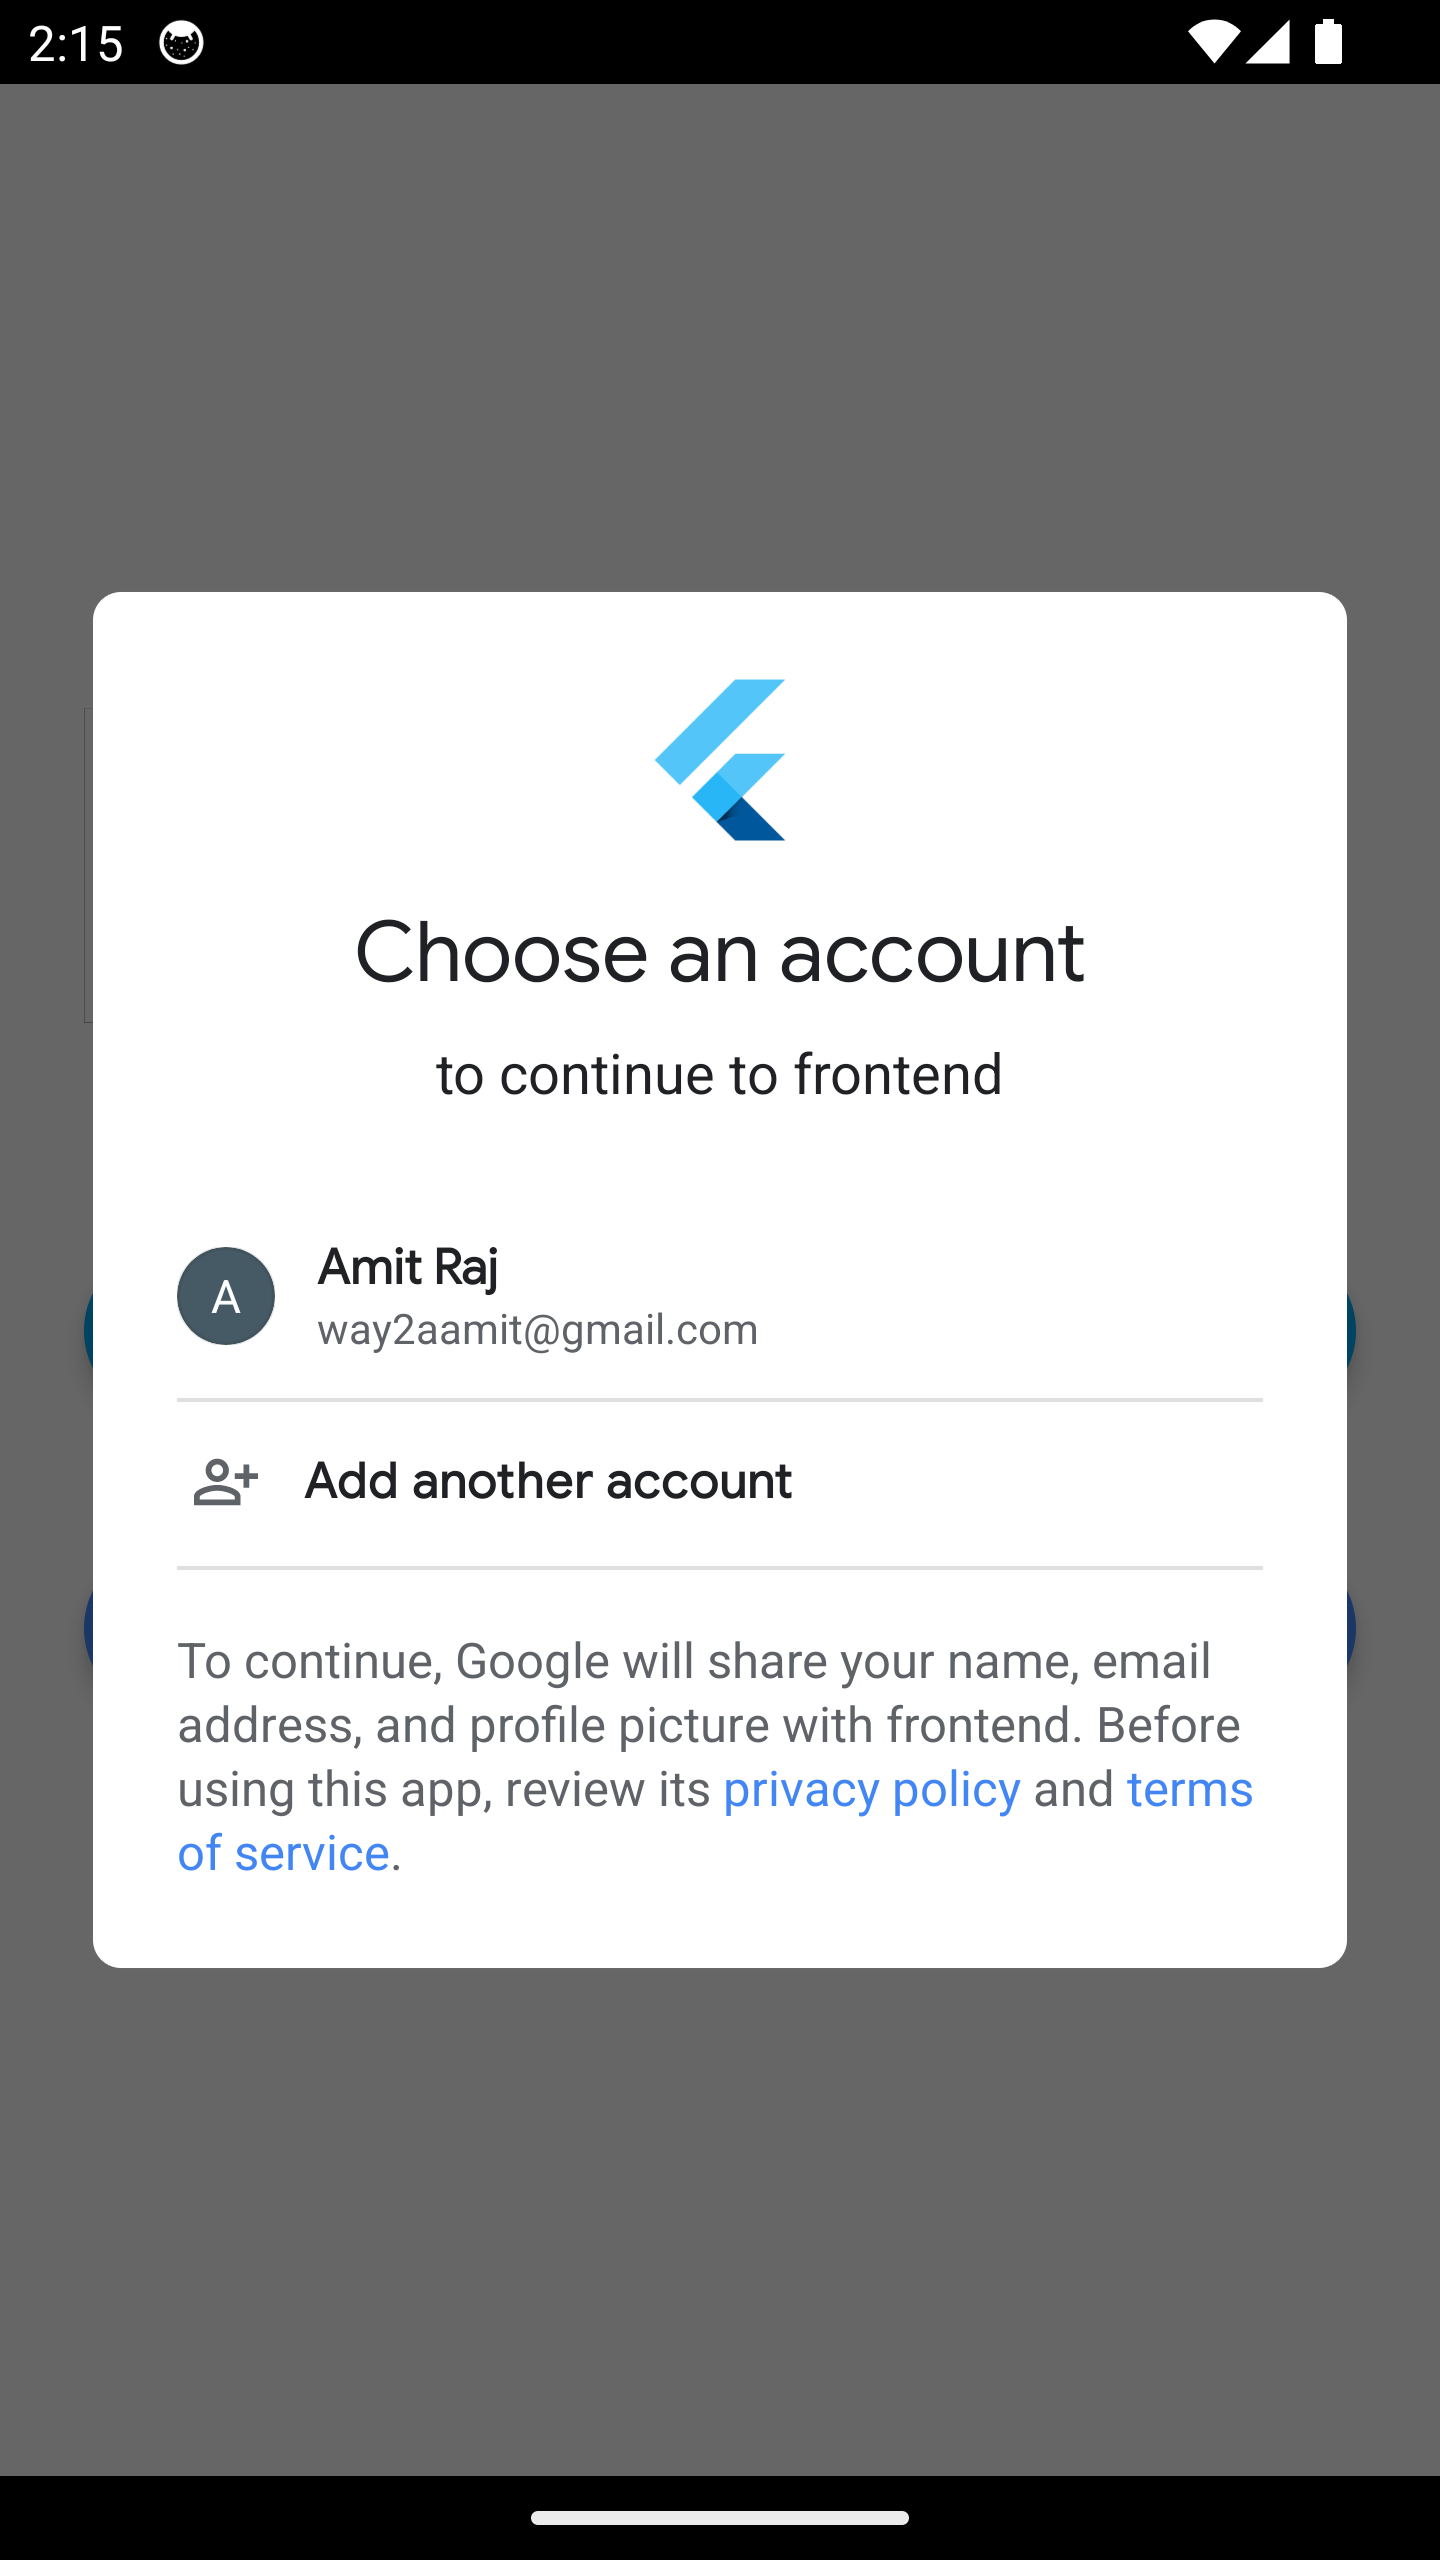 2:15
Choose an account
to continue to frontend
A
Amit Raj
way2aamit@gmail.com
Add another account
To continue, Google will share your name, email
address, and profile picture with frontend. Before
using this app, review its privacy policy and terms
of service.